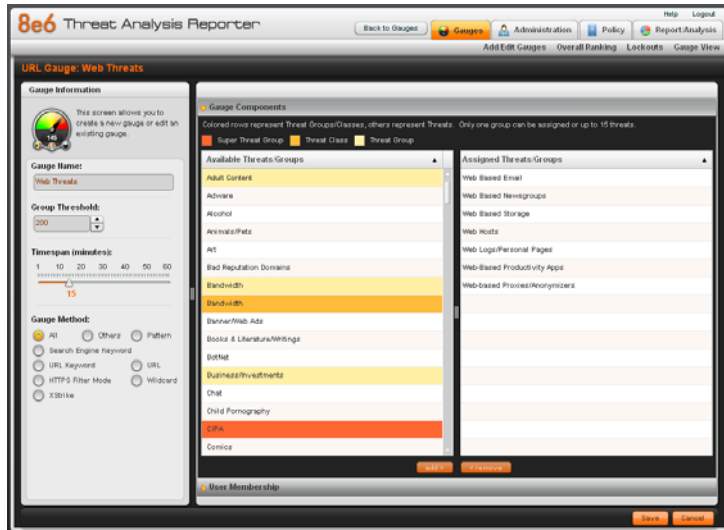 8e6 Threat Analysis Reporter
Help Logout
Back to Gauges
Gauges
Administration
Policy
Report/Analysis
Add/Edit Gauges Overall Ranking Lockouts Gauge View
URL Gauge: Web Threats
Gauge Information
This screen allows you to
create a new gauge or edit an
existing gauge.
145
Gauge Name:
Web Threats
Group Threshold:
200
Timespan (minutes):
1 10 20 30 40 50 60
15
Gauge Method:
All Others Pattern
Search Engine Keyword
URL Keyword URL
HTTPS Filter Mode Wildcard
XStrike
Gauge Components
Colored rows represent Threat Groups/Classes, others represent Threats. Only one group can be assigned or up to 15 threats.
Super Threat Group Threat Class Threat Group
Available Threats/Groups
Adult Content
Adware
Alcohol
Animals/Pets
Art
Bad Reputation Domains
Bandwidth
Bandwidth
Banner/Web Ads
Books & Literature/Writings
BotNet
Business/Investments
Chat
Child Pornography
CIPA
Comics
add >
Assigned Threats/Groups
Web Based Email
Web Based Newsgroups
Web Based Storage
Web Hosts
Web Logs/Personal Pages
Web-Based Productivity Apps
Web-based Proxies/Anonymizers
< remove
User Membership
Save Cancel